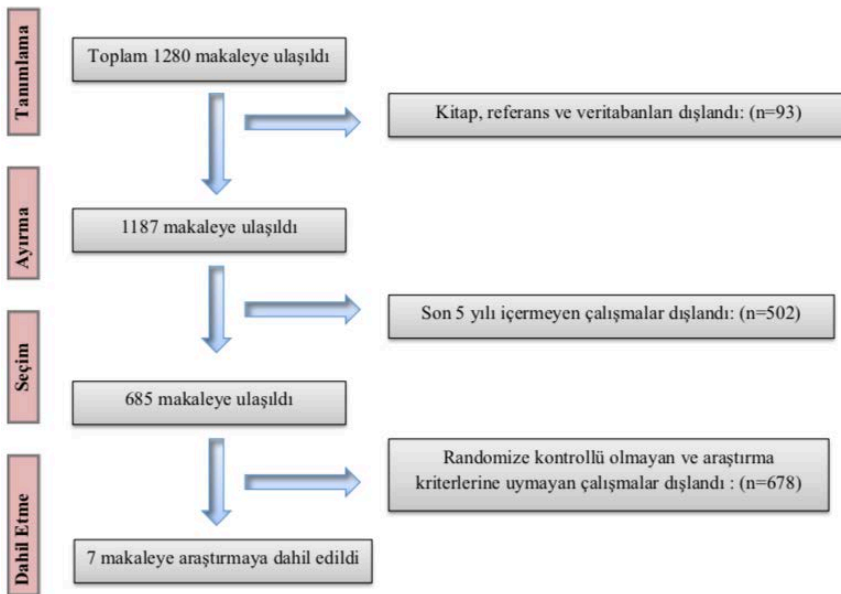 Tanımlama
Toplam 1280 makaleye ulaşıldı
Kitap, referans ve veritabanları dışlandı: (n=93)
Ayırma
1187 makaleye ulaşıldı
Son 5 yılı içermeyen çalışmalar dışlandı: (n=502)
Seçim
685 makaleye ulaşıldı
Randomize kontrollü olmayan ve araştırma
kriterlerine uymayan çalışmalar dışlandı : (n=678)
Dahil Etme
7 makaleye araştırmaya dahil edildi